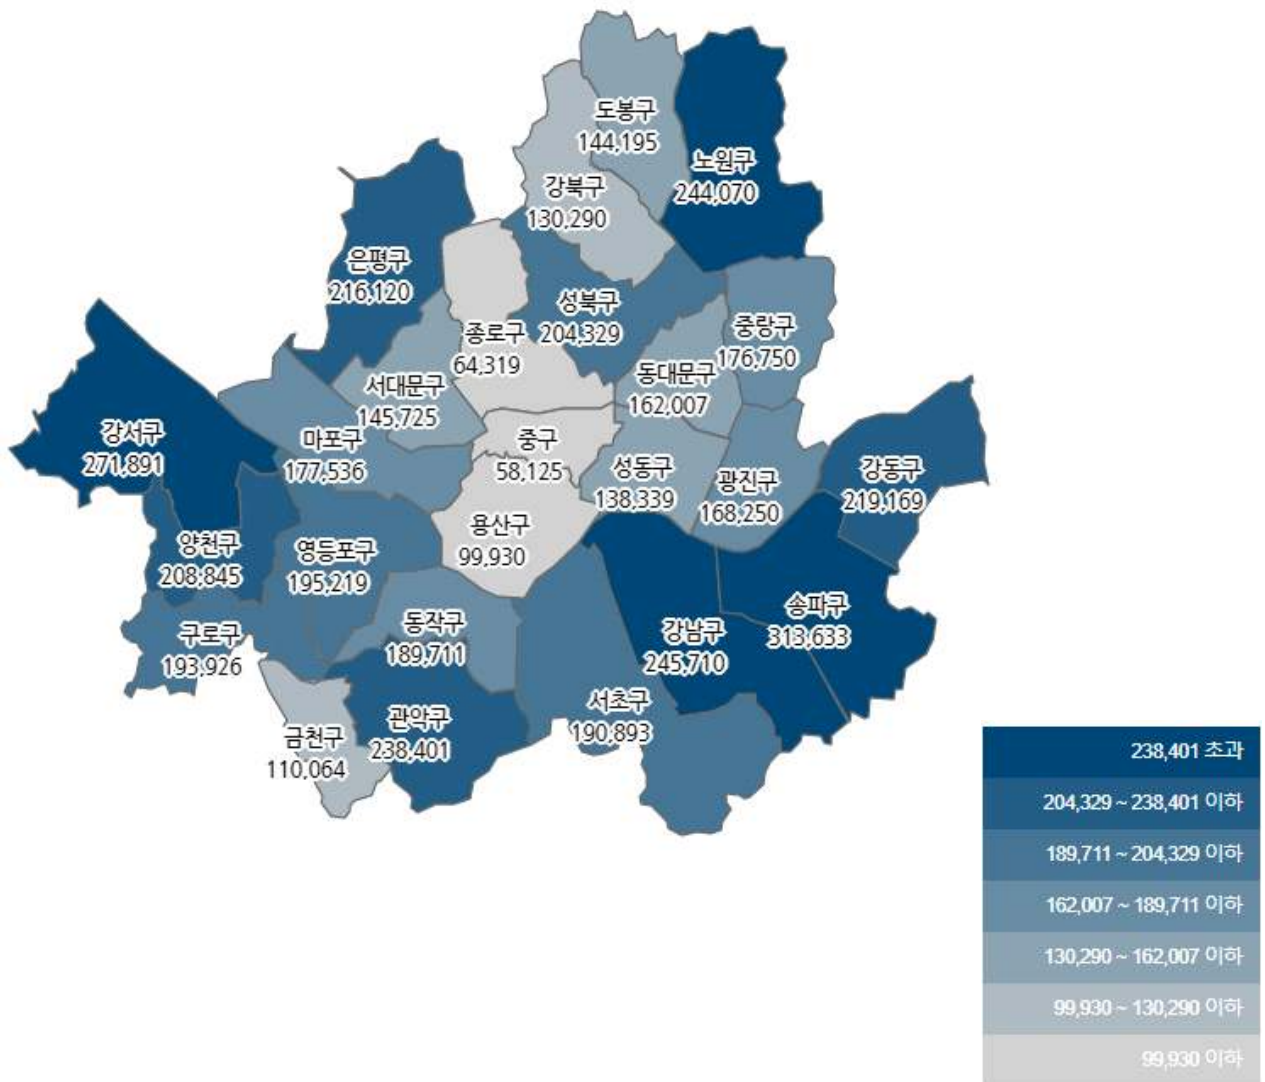 도봉구
144,195
노원구
244,070
강북구
130,290
은평구
216,120
성북구
204,329
종로구
64,319
중랑구
176,750
동대문구
162,007
서대문구
145,725
강서구
271,891
마포구
177,536
중구
58,125
성동구
138,339
광진구
168,250
강동구
219,169
용산구
99,930
양천구
208,845
영등포구
195,219
구로구
193,926
동작구
189,711
강남구
245,710
송파구
313,633
서초구
190,893
관악구
238,401
금천구
110,064
238,401 초과
204,329 ~ 238,401 이하
189,711 ~ 204,329 이하
162,007 ~ 189,711 이하
130,290 ~ 162,007 이하
99,930 ~ 130,290 이하
99,930 이하